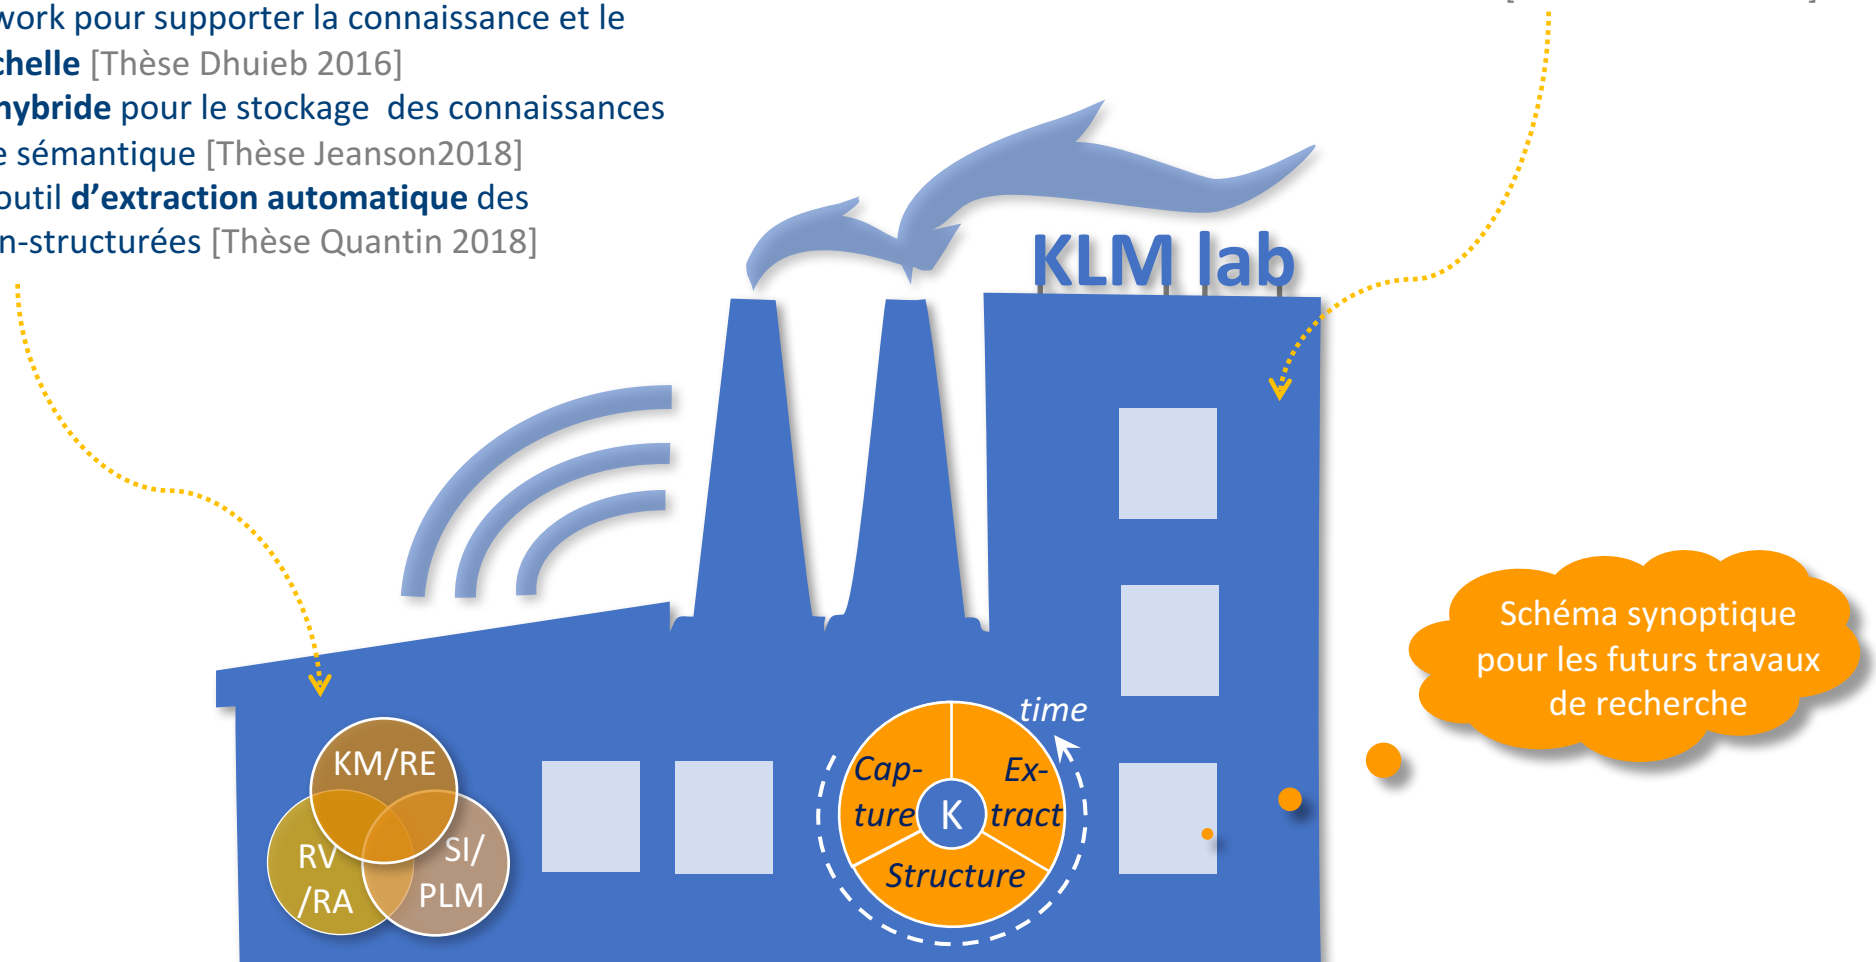 work pour supporter la connaissance et le
chelle [Thèse Dhuieb 2016]
hybride pour le stockage des connaissances
e sémantique [Thèse Jeanson2018]
outil d’extraction automatique des
n-structurées [Thèse Quantin 2018]
KLM lab
Schéma synoptique
pour les futurs travaux
de recherche
time
Cap-
ture
K
Ex-
tract
Structure
KM/RE
RV
/RA
SI/
PLM